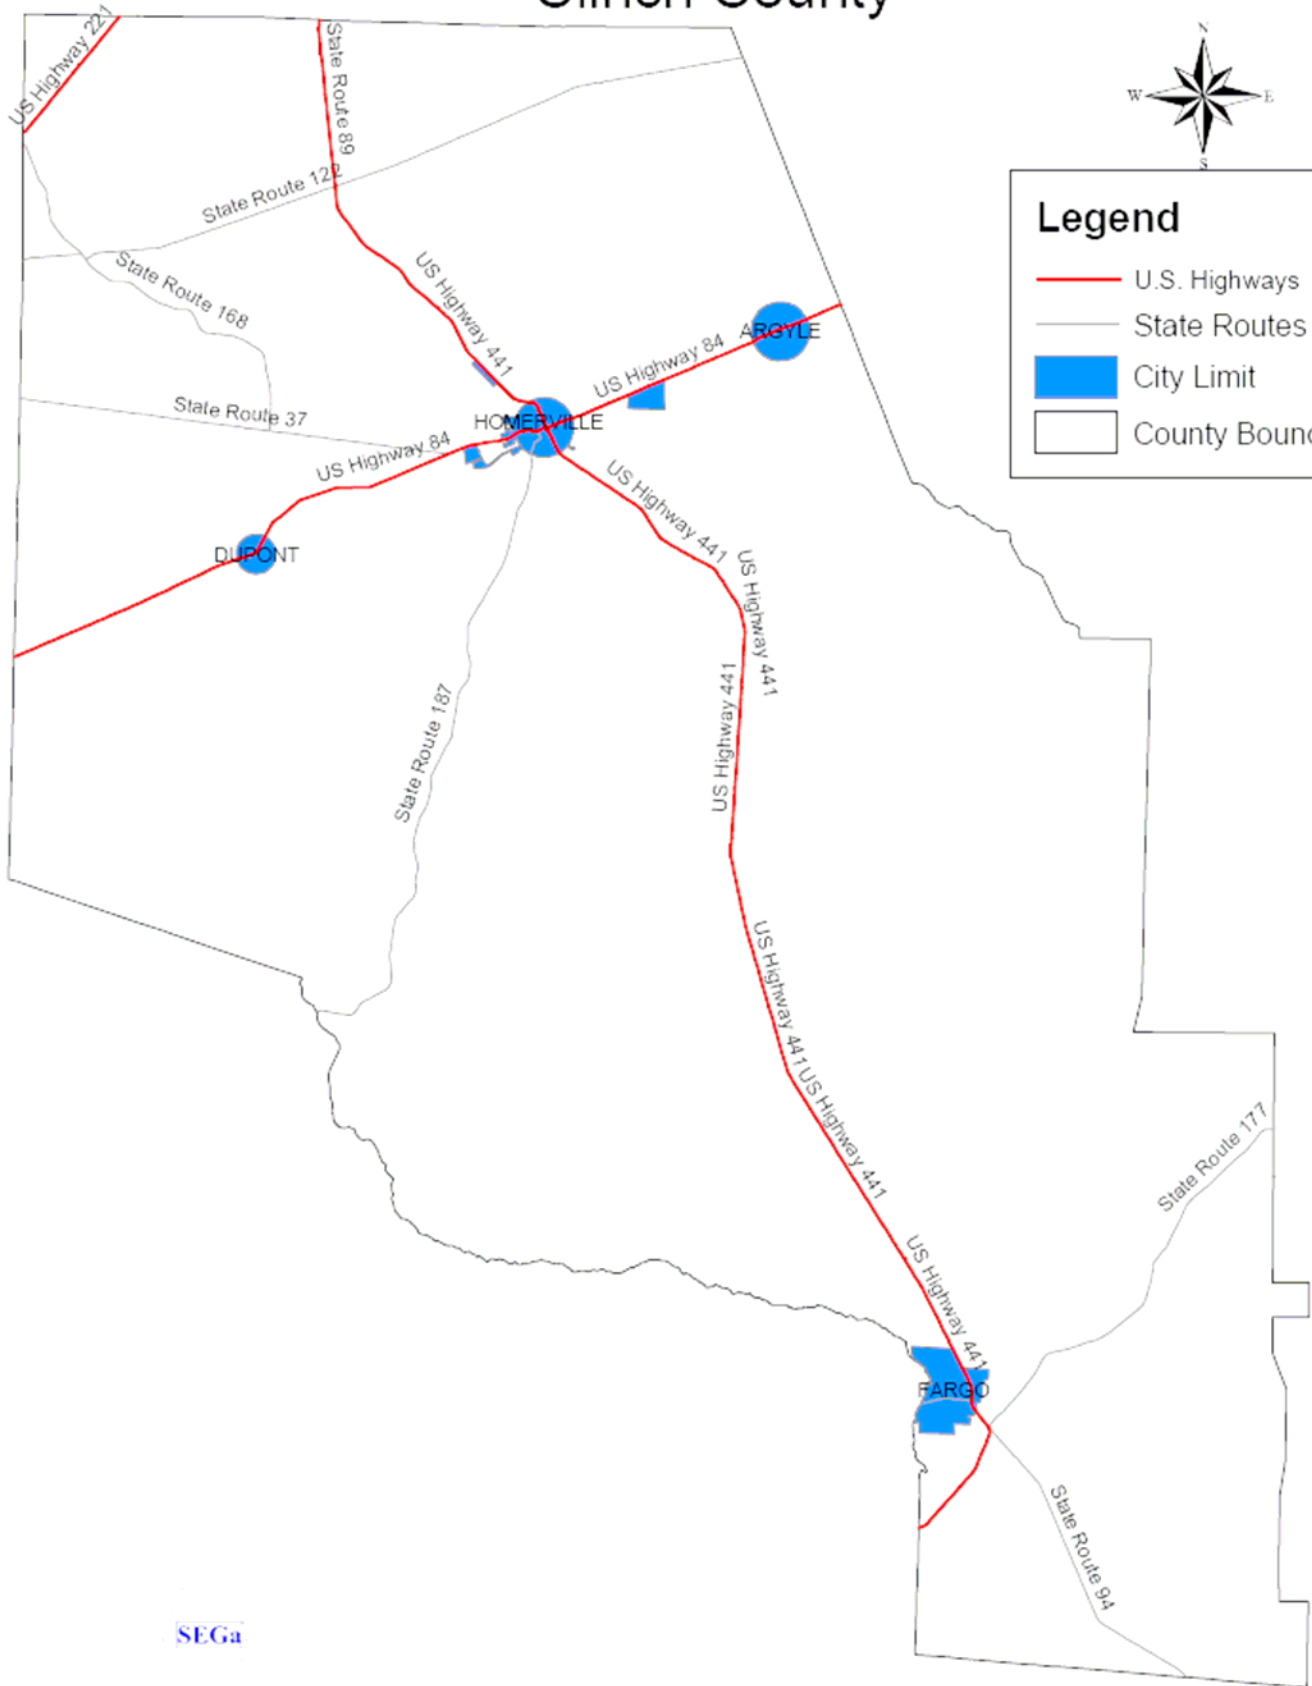 Clinch County
US Highway 221
State Route 89
N
W
E
S
State Route 122
Legend
State Route 168
US Highway 441
U.S. Highways
State Routes
ARGYLE
US Highway 84
City Limit
State Route 37
HOMERVILLE
County Bound
US Highway 84
US Highway 441
DUPONT
US Highway 441
US Highway 441
State Route 187
US Highway 441
US Highway 441
State Route 177
US Highway 441
FARGO
State Route 94
SEGa